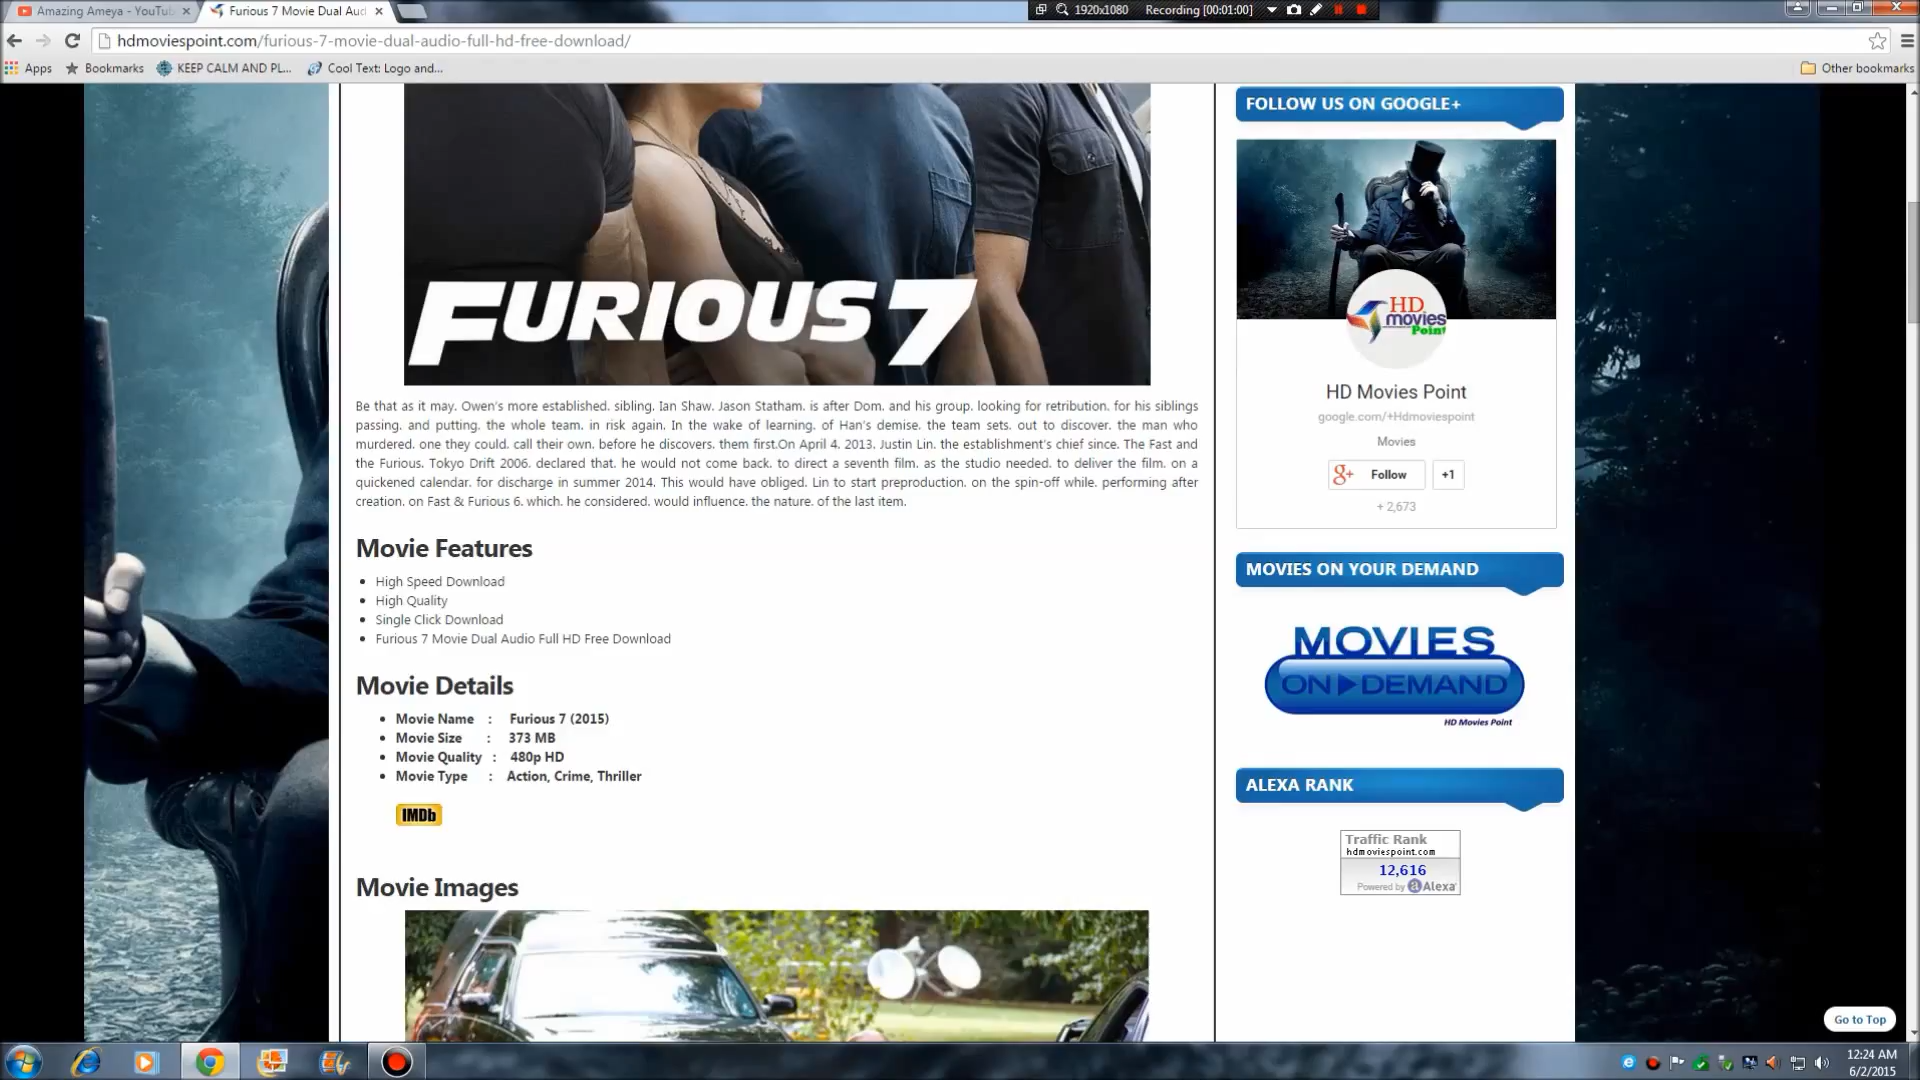 Amazing Ameya - YouTub
Furious 7 Movie Dual Aud
1920x1080
Recording [00:01:00]
hdmoviespoint.com/furious-7-movie-dual-audio-full-hd-free-download/
Apps
Bookmarks
KEEP CALM AND PL...
Cool Text: Logo and...
Other bookmarks
FURIOUS 7
Be that as it may. Owen's more established. sibling. Ian Shaw. Jason Statham. is after Dom. and his group. looking for retribution. for his siblings
passing. and putting. the whole team. in risk again. In the wake of learning. of Han's demise. the team sets. out to discover. the man who
murdered. one they could. call their own. before he discovers. them first.On April 4. 2013. Justin Lin. the establishment's chief since. The Fast and
the Furious. Tokyo Drift 2006. declared that. he would not come back. to direct a seventh film. as the studio needed. to deliver the film. on a
quickened calendar. for discharge in summer 2014. This would have obliged. Lin to start preproduction. on the spin-off while. performing after
creation. on Fast & Furious 6. which. he considered. would influence. the nature. of the last item.
Movie Features
High Speed Download
High Quality
Single Click Download
Furious 7 Movie Dual Audio Full HD Free Download
Movie Details
Movie Name : Furious 7 (2015)
Movie Size : 373 MB
Movie Quality : 480p HD
Movie Type : Action, Crime, Thriller
IMDb
Movie Images
FOLLOW US ON GOOGLE+
HD
movies
Point
HD Movies Point
google.com/+Hdmoviespoint
Movies
g+ Follow
+1
+ 2,673
MOVIES ON YOUR DEMAND
MOVIES
ON DEMAND
HD Movies Point
ALEXA RANK
Traffic Rank
hdmoviespoint.com
12,616
Powered by Alexa
Go to Top
12:24 AM
6/2/2015